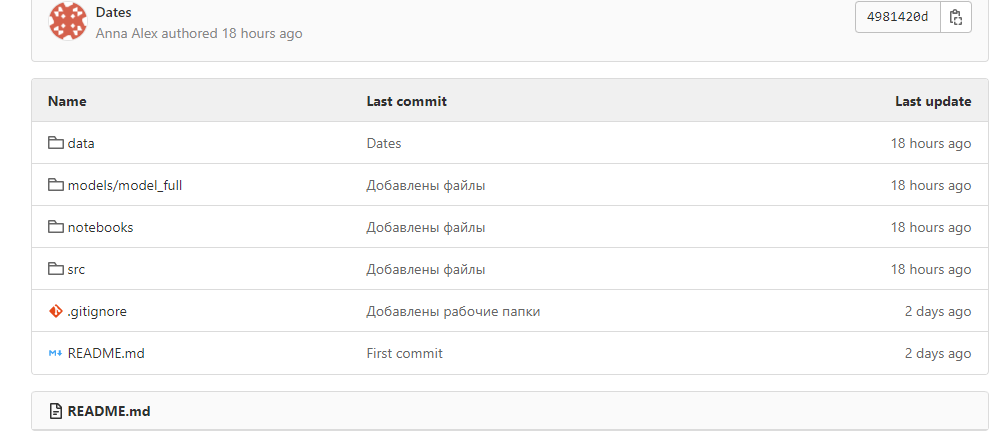 Dates
Anna Alex authored 18 hours ago
4981420d
Name Last commit Last update
data Dates 18 hours ago
models/model_full Добавлены файлы 18 hours ago
notebooks Добавлены файлы 18 hours ago
src Добавлены файлы 18 hours ago
.gitignore Добавлены рабочие папки 2 days ago
README.md First commit 2 days ago
README.md